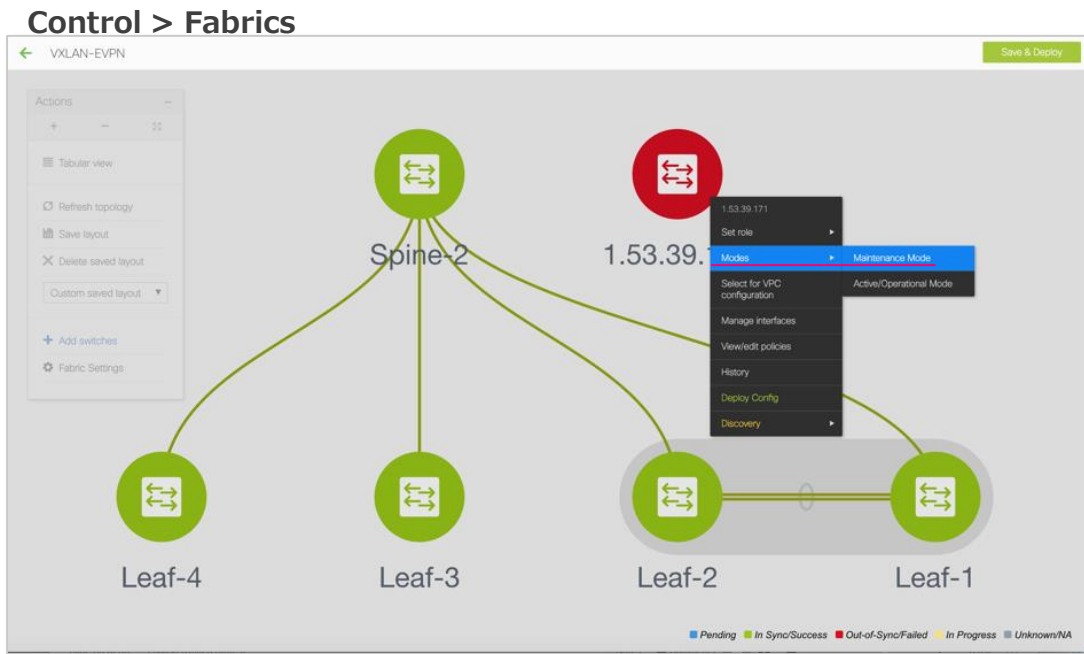 Control > Fabrics
VXLAN-EVPN
Save & Deploy
Actions
Tabular view
Refresh topology
Save layout
Delete saved layout
Custom saved layout
Add switches
Fabric Settings
Spine-2
1.53.39.1
1.53.39.171
Set role
Modes
Maintenance Mode
Select for VPC
configuration
Active/Operational Mode
Manage interfaces
View/edit policies
History
Deploy Config
Discovery
Leaf-4
Leaf-3
Leaf-2
Leaf-1
Pending In Sync/Success Out-of-Sync/Failed In Progress Unknown/NA